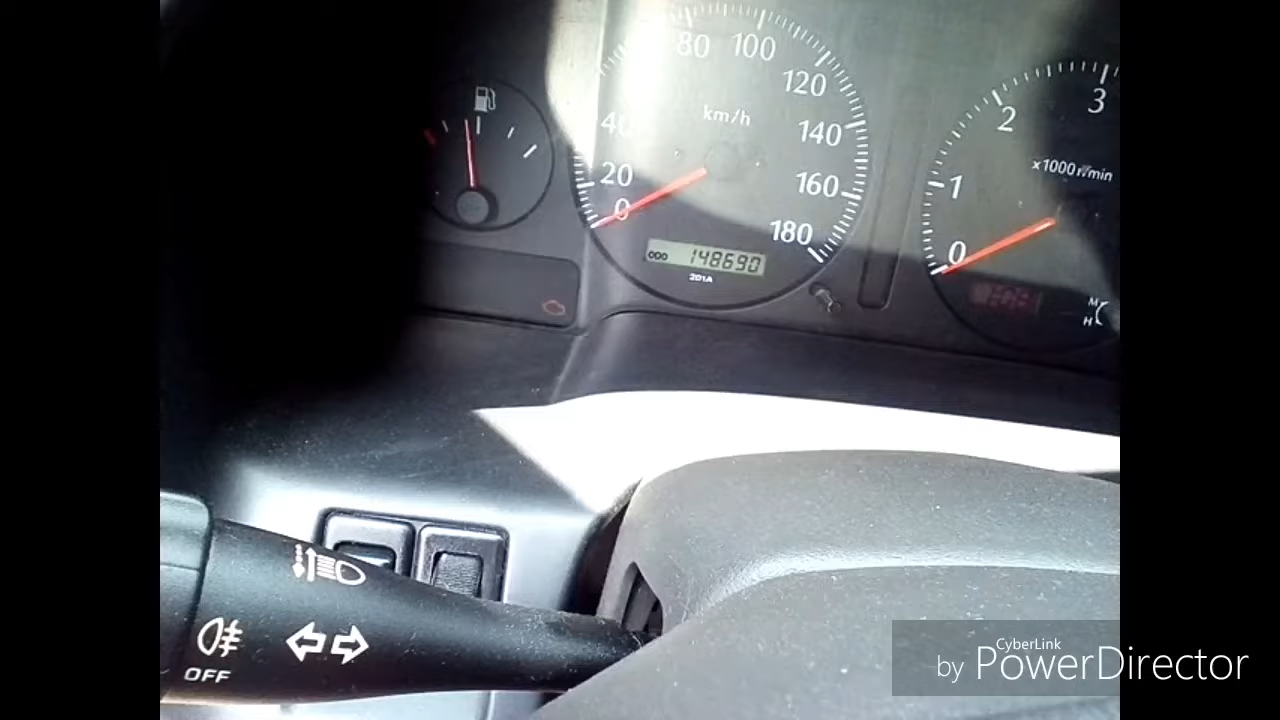 80 100
120
40 km/h 140
20 160
0 180
ODO 148690
201A
3
2
x1000 r/min
1
0
M
H
OFF
CyberLink
by PowerDirector